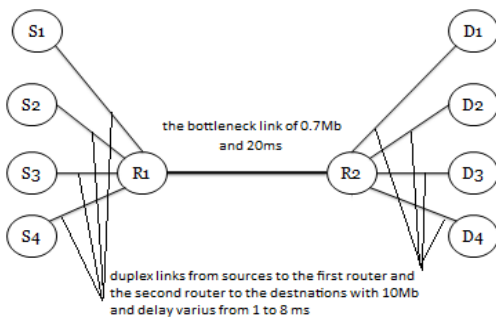 S1
D1
S2
D2
the bottleneck link of 0.7Mb
and 20ms
S3
R1
R2
D3
S4
D4
duplex links from sources to the first router and
the second router to the destnations with 10Mb
and delay varius from 1 to 8 ms